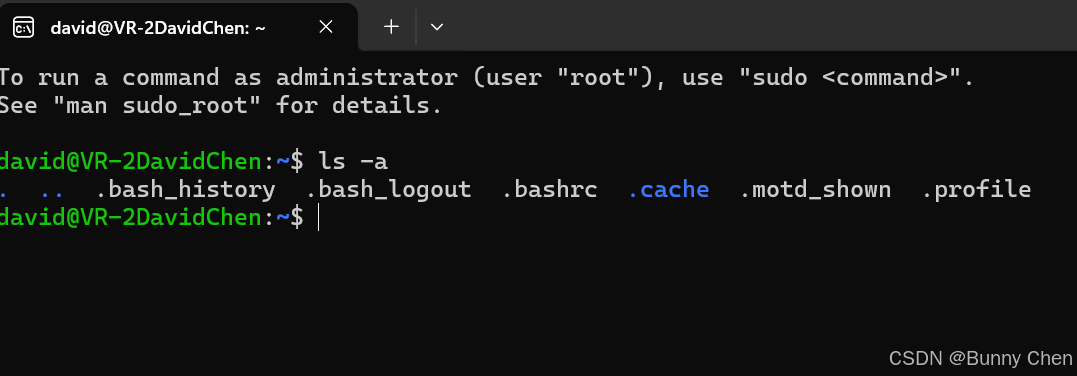 david@VR-2DavidChen: ~
To run a command as administrator (user "root"), use "sudo <command>".
See "man sudo_root" for details.
david@VR-2DavidChen:~$ ls -a
.  ..  .bash_history  .bash_logout  .bashrc  .cache  .motd_shown  .profile
david@VR-2DavidChen:~$
CSDN @Bunny Chen